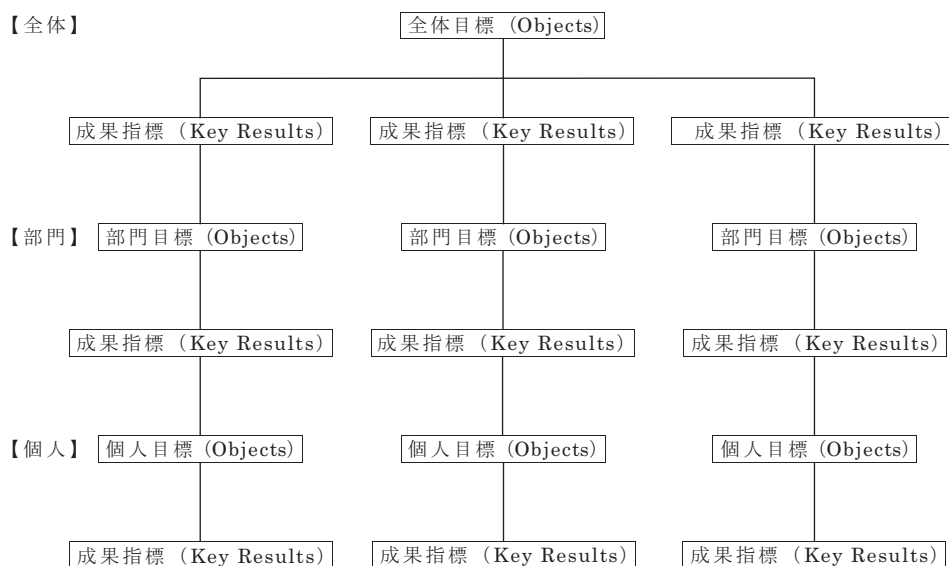 【全体】 全体目標 (Objects)
成果指標 (Key Results) 成果指標 (Key Results) 成果指標 (Key Results)
【部門】 部門目標 (Objects) 部門目標 (Objects) 部門目標 (Objects)
成果指標 (Key Results) 成果指標 (Key Results) 成果指標 (Key Results)
【個人】 個人目標 (Objects) 個人目標 (Objects) 個人目標 (Objects)
成果指標 (Key Results) 成果指標 (Key Results) 成果指標 (Key Results)